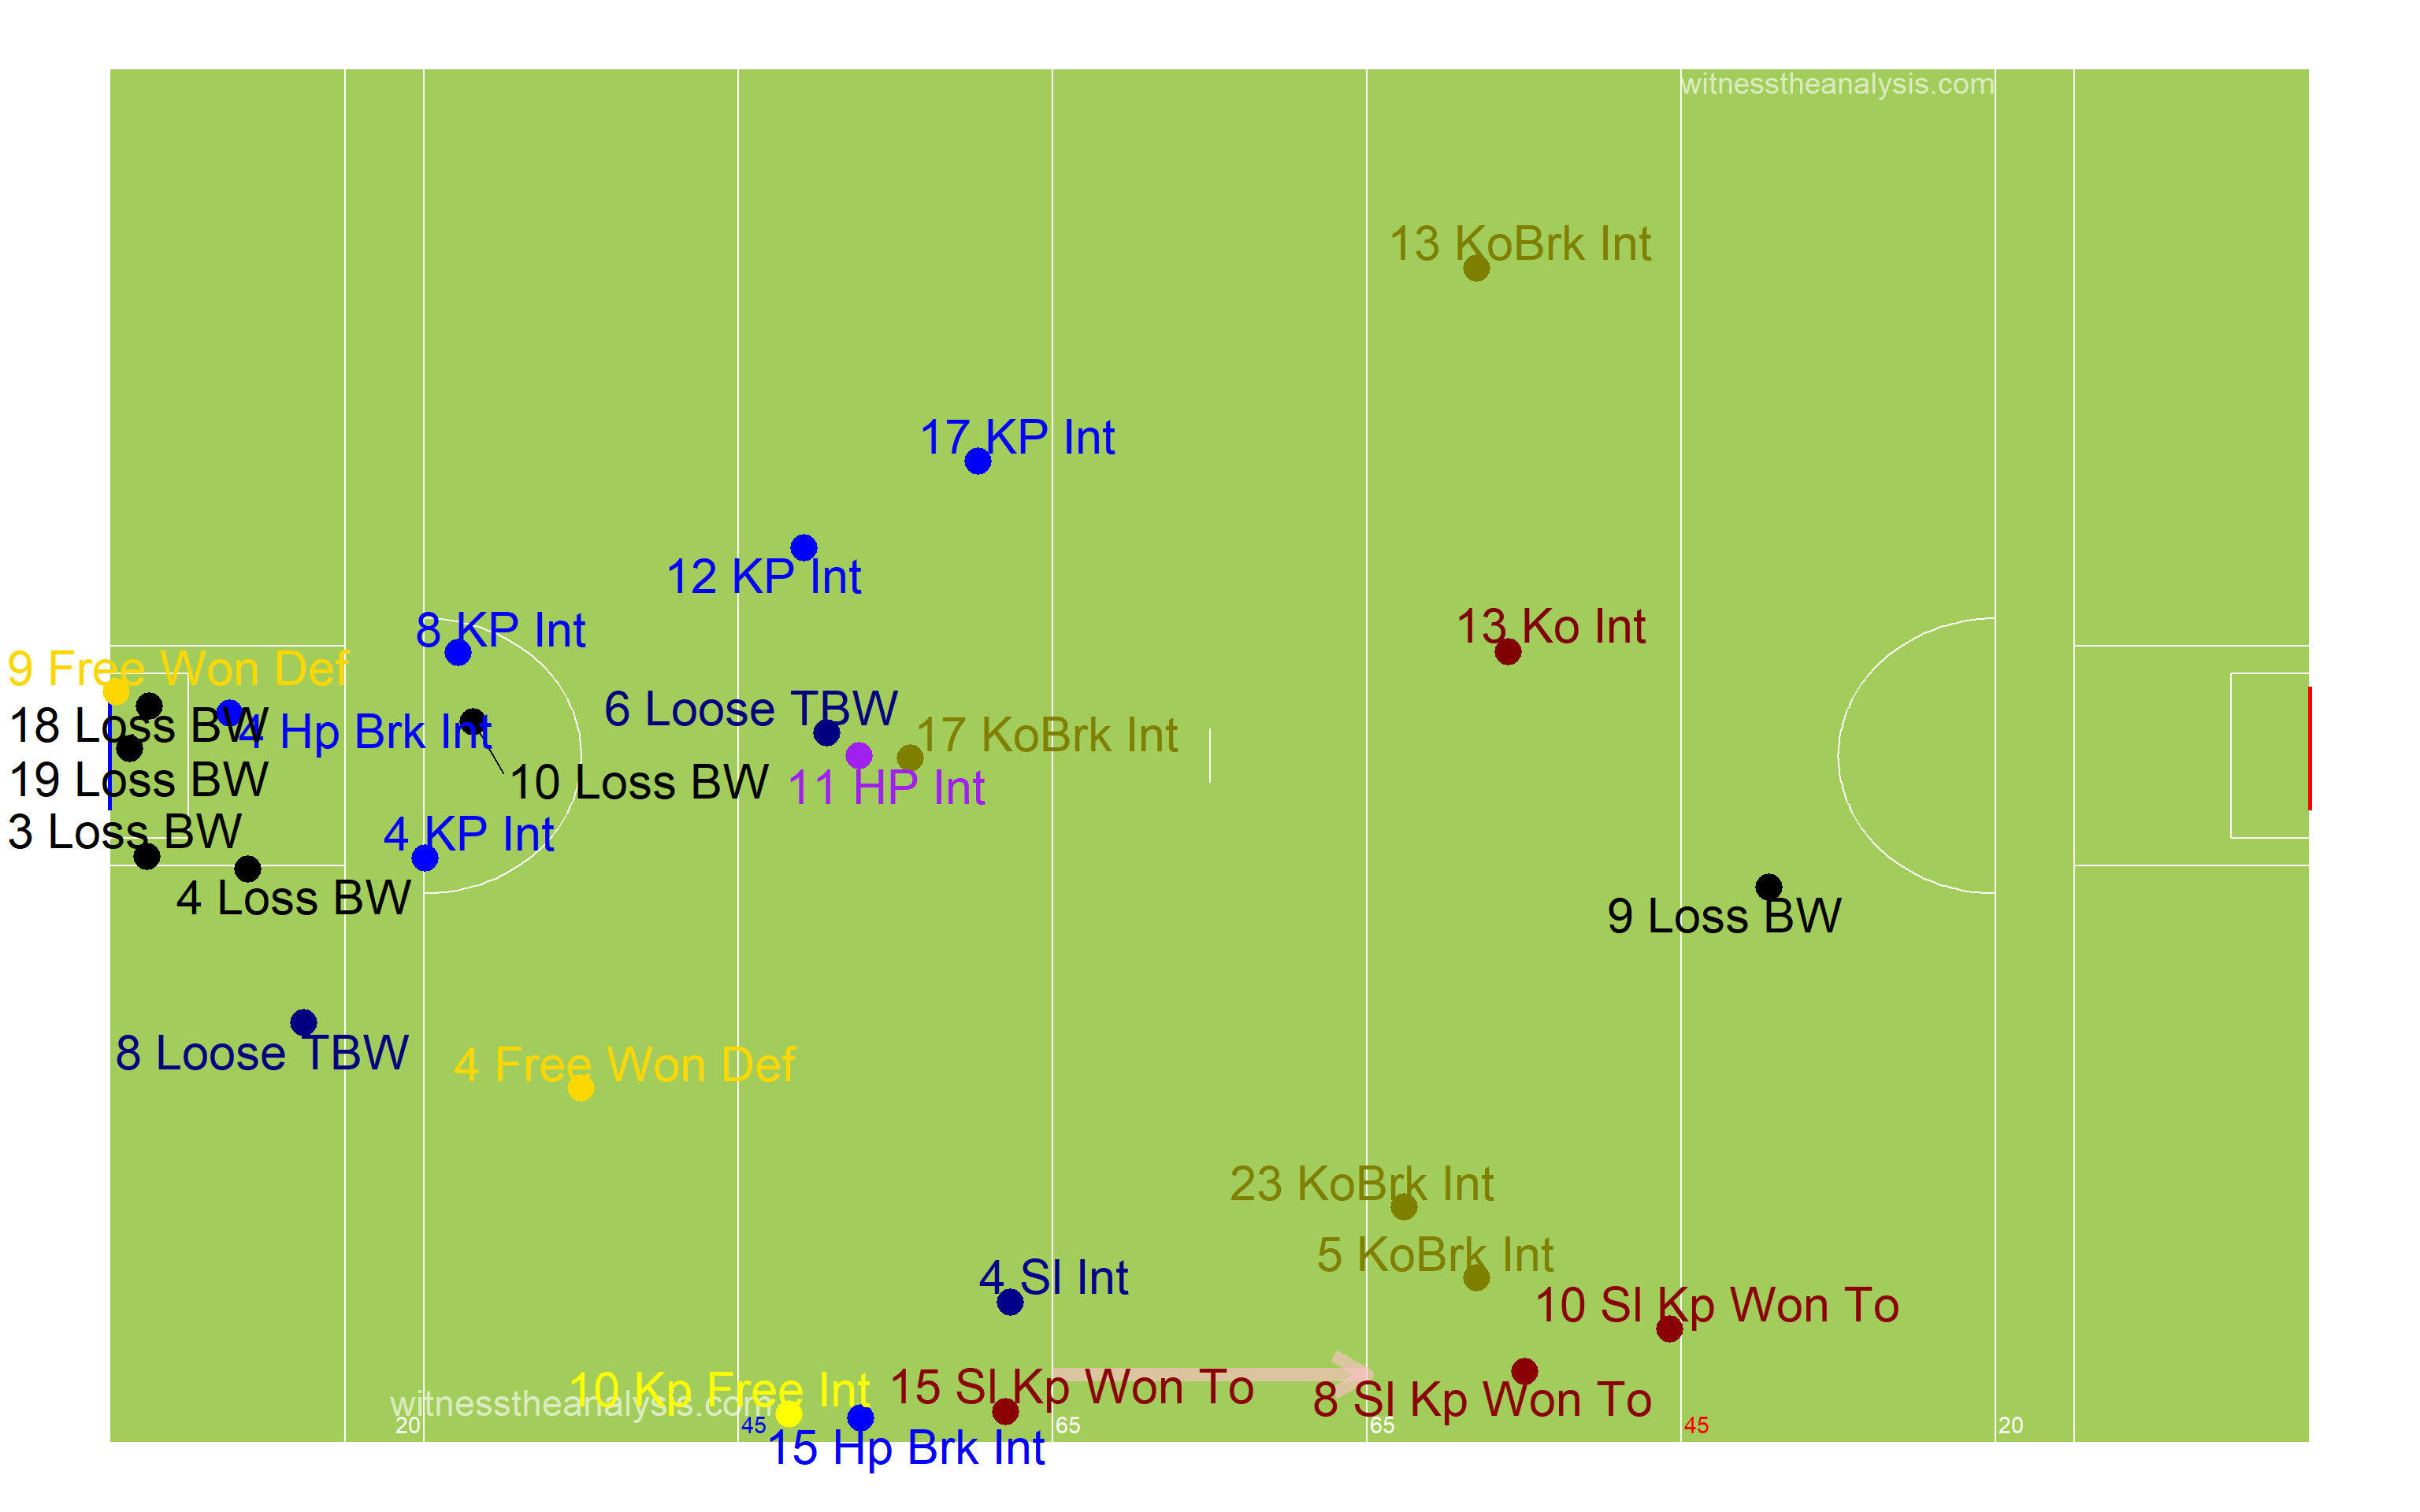 witnesstheanalysis.com
13 KoBrk Int
17 KP Int
12 KP Int
8 KP Int
13 Ko Int
9 Free Won Def
6 Loose TBW
18 Loss BW
4 Hp Brk Int
17 KoBrk Int
19 Loss BW
10 Loss BW
11 HP Int
3 Loss BW
4 KP Int
4 Loss BW
9 Loss BW
8 Loose TBW
4 Free Won Def
23 KoBrk Int
5 KoBrk Int
4 Sl Int
10 Sl Kp Won To
10 Kp Free Int
15 Sl Kp Won To
8 Sl Kp Won To
witnesstheanalysis.com
20
45
65
65
45
20
15 Hp Brk Int